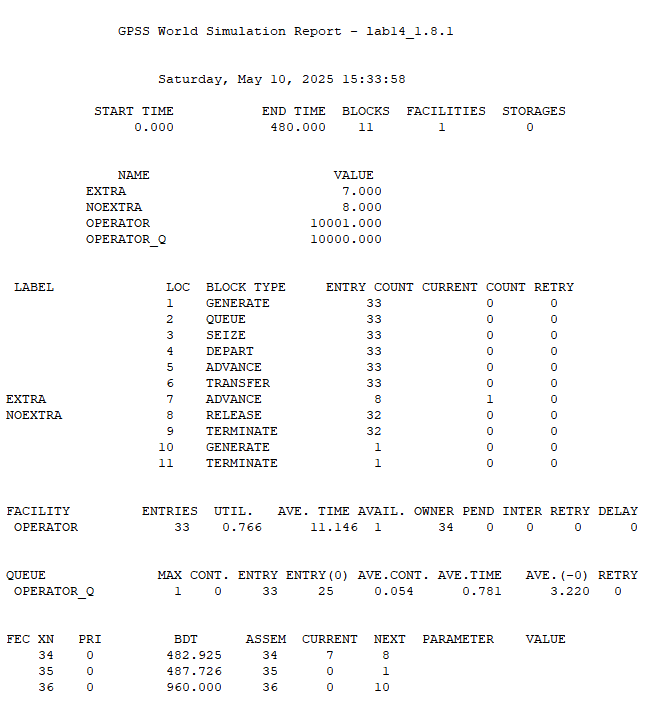 GPSS World Simulation Report - lab14_1.8.1
Saturday, May 10, 2025 15:33:58
START TIME END TIME BLOCKS FACILITIES STORAGES
0.000 480.000 11 1 0
NAME VALUE
EXTRA 7.000
NOEXTRA 8.000
OPERATOR 10001.000
OPERATOR_Q 10000.000
LABEL LOC BLOCK TYPE ENTRY COUNT CURRENT COUNT RETRY
1 GENERATE 33 0 0
2 QUEUE 33 0 0
3 SEIZE 33 0 0
4 DEPART 33 0 0
5 ADVANCE 33 0 0
6 TRANSFER 33 0 0
EXTRA 7 ADVANCE 8 1 0
NOEXTRA 8 RELEASE 32 0 0
9 TERMINATE 32 0 0
10 GENERATE 1 0 0
11 TERMINATE 1 0 0
FACILITY ENTRIES UTIL. AVE. TIME AVAIL. OWNER PEND INTER RETRY DELAY
OPERATOR 33 0.766 11.146 1 34 0 0 0 0
QUEUE MAX CONT. ENTRY ENTRY(0) AVE.CONT. AVE.TIME AVE.(-0) RETRY
OPERATOR_Q 1 0 33 25 0.054 0.781 3.220 0
FEC XN PRI BDT ASSEM CURRENT NEXT PARAMETER VALUE
34 0 482.925 34 7 8
35 0 487.726 35 0 1
36 0 960.000 36 0 10